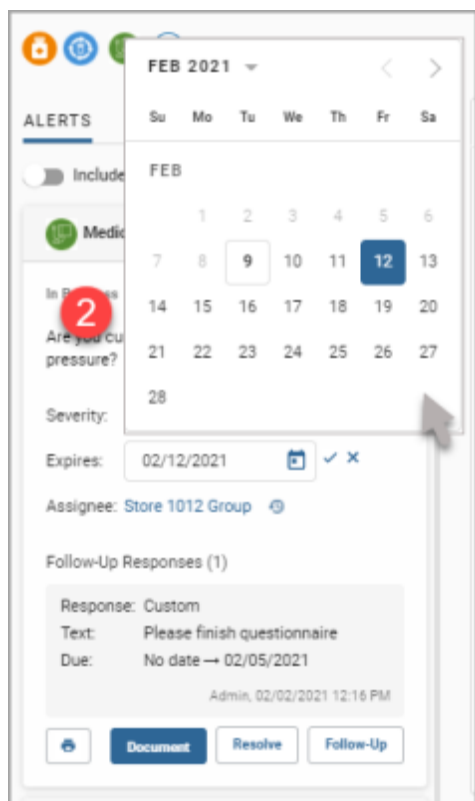 FEB 2021
ALERTS
Su Mo Tu We Th Fr Sa
Include
FEB
1 2 3 4 5 6
7 8 9 10 11 12 13
14 15 16 17 18 19 20
21 22 23 24 25 26 27
28
2
Are you
pressure?
Severity:
Expires: 02/12/2021
Assignee: Store 1012 Group
Follow-Up Responses (1)
Response: Custom
Text: Please finish questionnaire
Due: No date → 02/05/2021
Admin, 02/02/2021 12:16 PM
Document Resolve Follow-Up